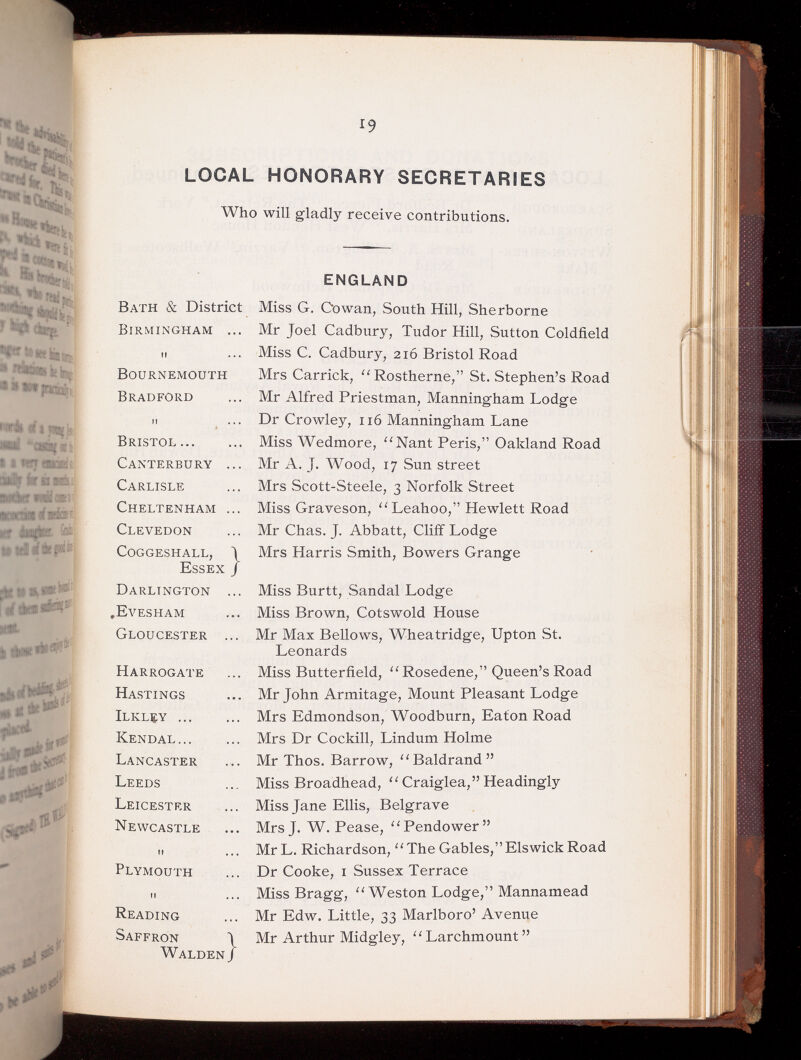 19
LOCAL HONORARY SECRETARIES
Who will gladly receive contributions.
ENGLAND
BATH & District Miss G. Cowan, South Hill, Sherborne
BIRMINGHAM ... Mr Joel Cadbury, Tudor Hill, Sutton Coldfield
" ... Miss C. Cadbury, 216 Bristol Road
BOURNEMOUTH Mrs Carrick, “Rostherne,” St. Stephen’s Road
BRADFORD ... Mr Alfred Priestman, Manningham Lodge
" ... Dr Crowley, 116 Manningham Lane
BRISTOL ... ... Miss Wedmore, “Nant Peris,” Oakland Road
CANTERBURY ... Mr A. J. Wood, 17 Sun street
CARLISLE ... Mrs Scott-Steele, 3 Norfolk Street
CHELTENHAM ... Miss Graveson, “Leahoo,” Hewlett Road
CLEVEDON ... Mr Chas. J. Abbatt, Cliff Lodge
COGGESHALL, } Mrs Harris Smith, Bowers Grange
ESSEX }
DARLINGTON ... Miss Burtt, Sandal Lodge
EVESHAM ... Miss Brown, Cotswold House
GLOUCESTER ... Mr Max Bellows, Wheatridge, Upton St.
Leonards
HARROGATE ... Miss Butterfield, “Rosedene,” Queen’s Road
HASTINGS ... Mr John Armitage, Mount Pleasant Lodge
ILKLEY ... ... Mrs Edmondson, Woodburn, Eaton Road
KENDAL ... ... Mrs Dr Cockill, Lindum Holme
LANCASTER ... Mr Thos. Barrow, “Baldrand”
LEEDS ... Miss Broadhead, “Craiglea,” Headingly
LEICESTER ... Miss Jane Ellis, Belgrave
NEWCASTLE ... Mrs J. W. Pease, “Pendower”
" ... Mr L. Richardson, “The Gables,” Elswick Road
PLYMOUTH ... Dr Cooke, 1 Sussex Terrace
" ... Miss Bragg, “Weston Lodge,” Mannamead
READING ... Mr Edw. Little, 33 Marlboro’ Avenue
SAFFRON } Mr Arthur Midgley, “Larchmount”
WALDEN }